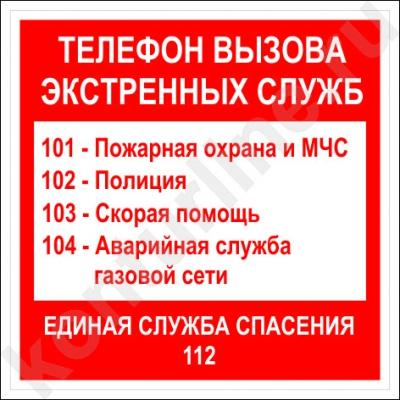 ТЕЛЕФОН ВЫЗОВА
ЭКСТРЕННЫХ СЛУЖБ
101 - Пожарная охрана и МЧС
102 - Полиция
103 - Скорая помощь
104 - Аварийная служба
газовой сети
ЕДИНАЯ СЛУЖБА СПАСЕНИЯ
112